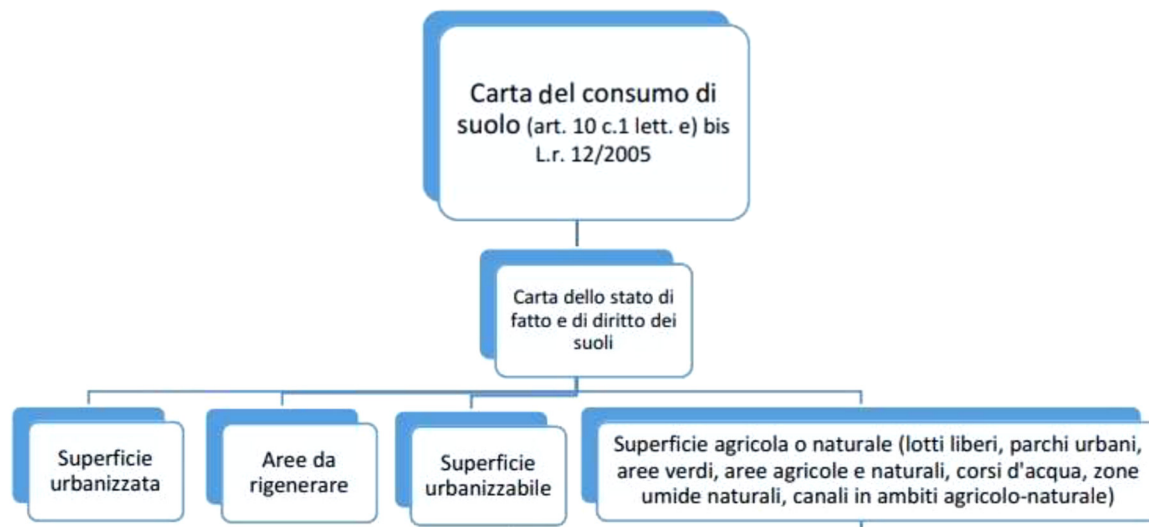 Carta del consumo di
suolo (art. 10 c.1 lett. e) bis
L.r. 12/2005
Carta dello stato di
fatto e di diritto dei
suoli
Superficie
urbanizzata
Aree da
rigenerare
Superficie
urbanizzabile
Superficie agricola o naturale (lotti liberi, parchi urbani,
aree verdi, aree agricole e naturali, corsi d'acqua, zone
umide naturali, canali in ambiti agricolo-naturale)